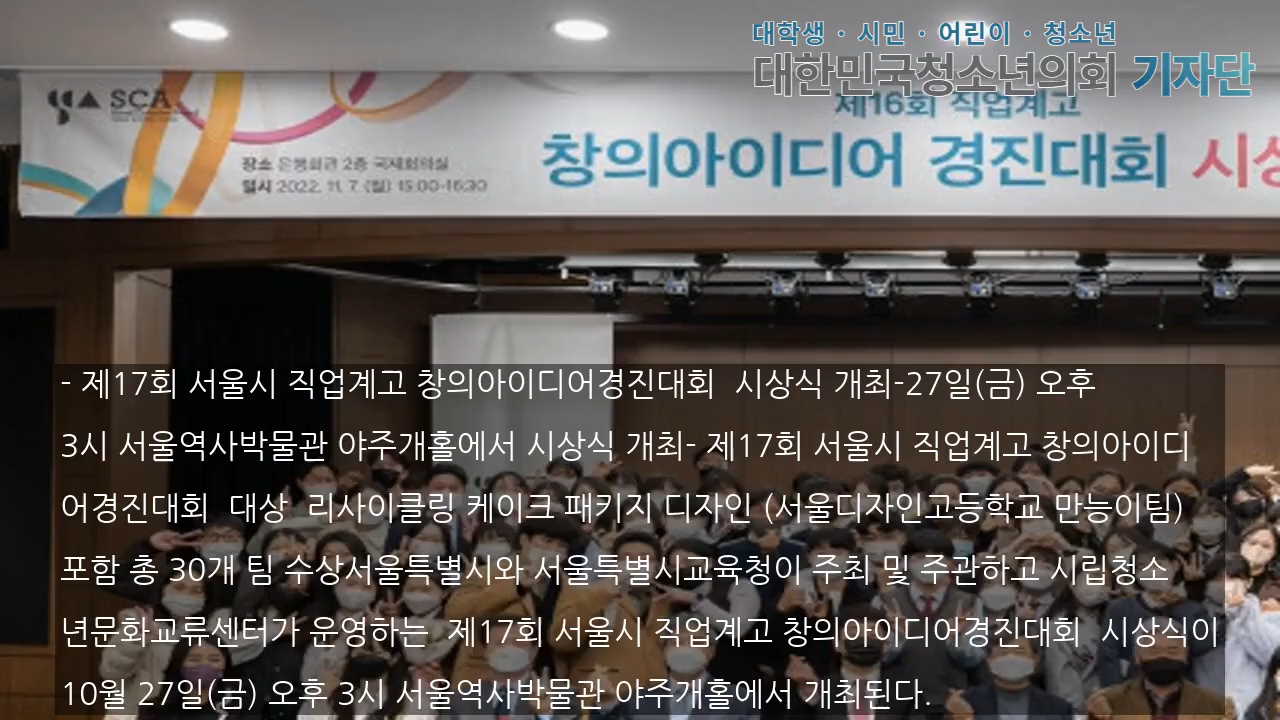 대학생 · 시민 · 어린이 · 청소년
대한민국청소년의회 기자단
SCA
제16회 직업계고
창의아이디어 경진대회 시상
장소 은평회관 2층 국제회의실
일시 2022. 11. 7. (월) 15:00-16:30
- 제17회 서울시 직업계고 창의아이디어경진대회  시상식 개최-27일(금) 오후
3시 서울역사박물관 야주개홀에서 시상식 개최- 제17회 서울시 직업계고 창의아이디
어경진대회  대상  리사이클링 케이크 패키지 디자인 (서울디자인고등학교 만능이팀)
포함 총 30개 팀 수상서울특별시와 서울특별시교육청이 주최 및 주관하고 시립청소
년문화교류센터가 운영하는  제17회 서울시 직업계고 창의아이디어경진대회  시상식이
10월 27일(금) 오후 3시 서울역사박물관 야주개홀에서 개최된다.